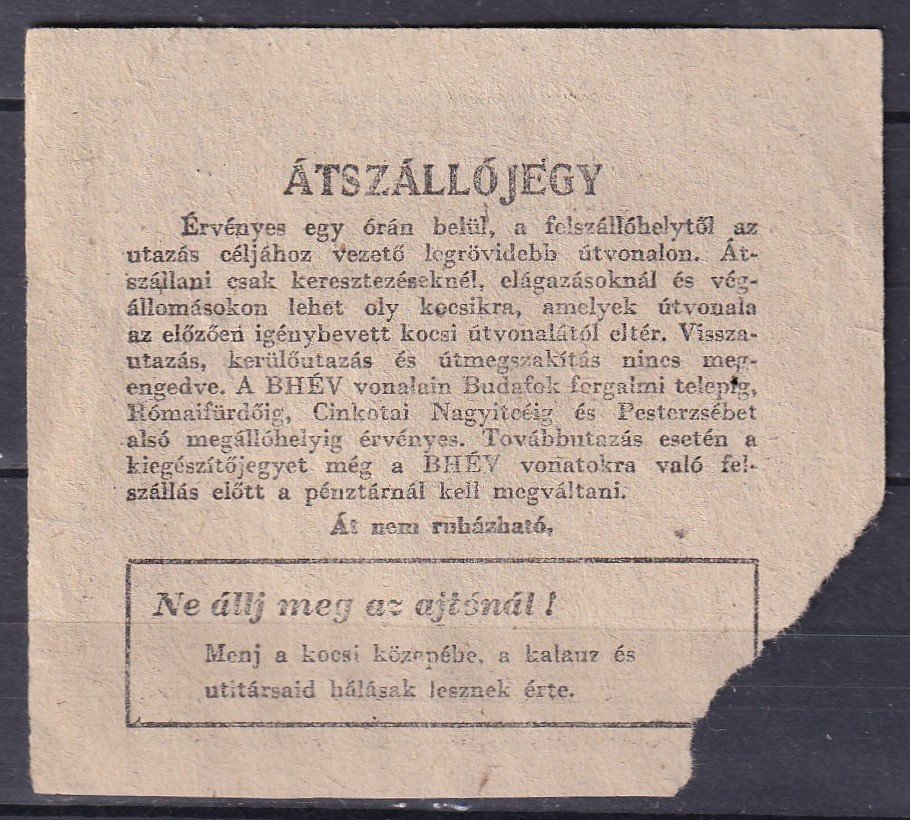 ÁTSZÁLLÓJEGY
Érvényes egy órán belül, a felszállóhelytől az
utazás céljához vezető legrövidebb útvonalon. Át-
szállani csak keresztezéseknél, elágazásoknál és vég-
állomásokon lehet oly kocsikra, amelyek útvonala
az előzően igénybevett kocsi útvonalától eltér. Vissza-
utazás, kerülőutazás és útmegszakítás nincs meg-
engedve. A BHÉV vonalain Budafok forgalmi telepig,
Rómaifürdőig, Cinkotai Nagyitcéig és Pesterzsébet
alsó megállóhelyig érvényes. Továbbutazás esetén a
kiegészítőjegyet még a BHÉV vonatokra való fel-
szállás előtt a pénztárnál kell megváltani.
Át nem ruházható.
Ne állj meg az ajtónál!
Menj a kocsi közepébe, a kalauz és
utitársaid hálásak lesznek érte.